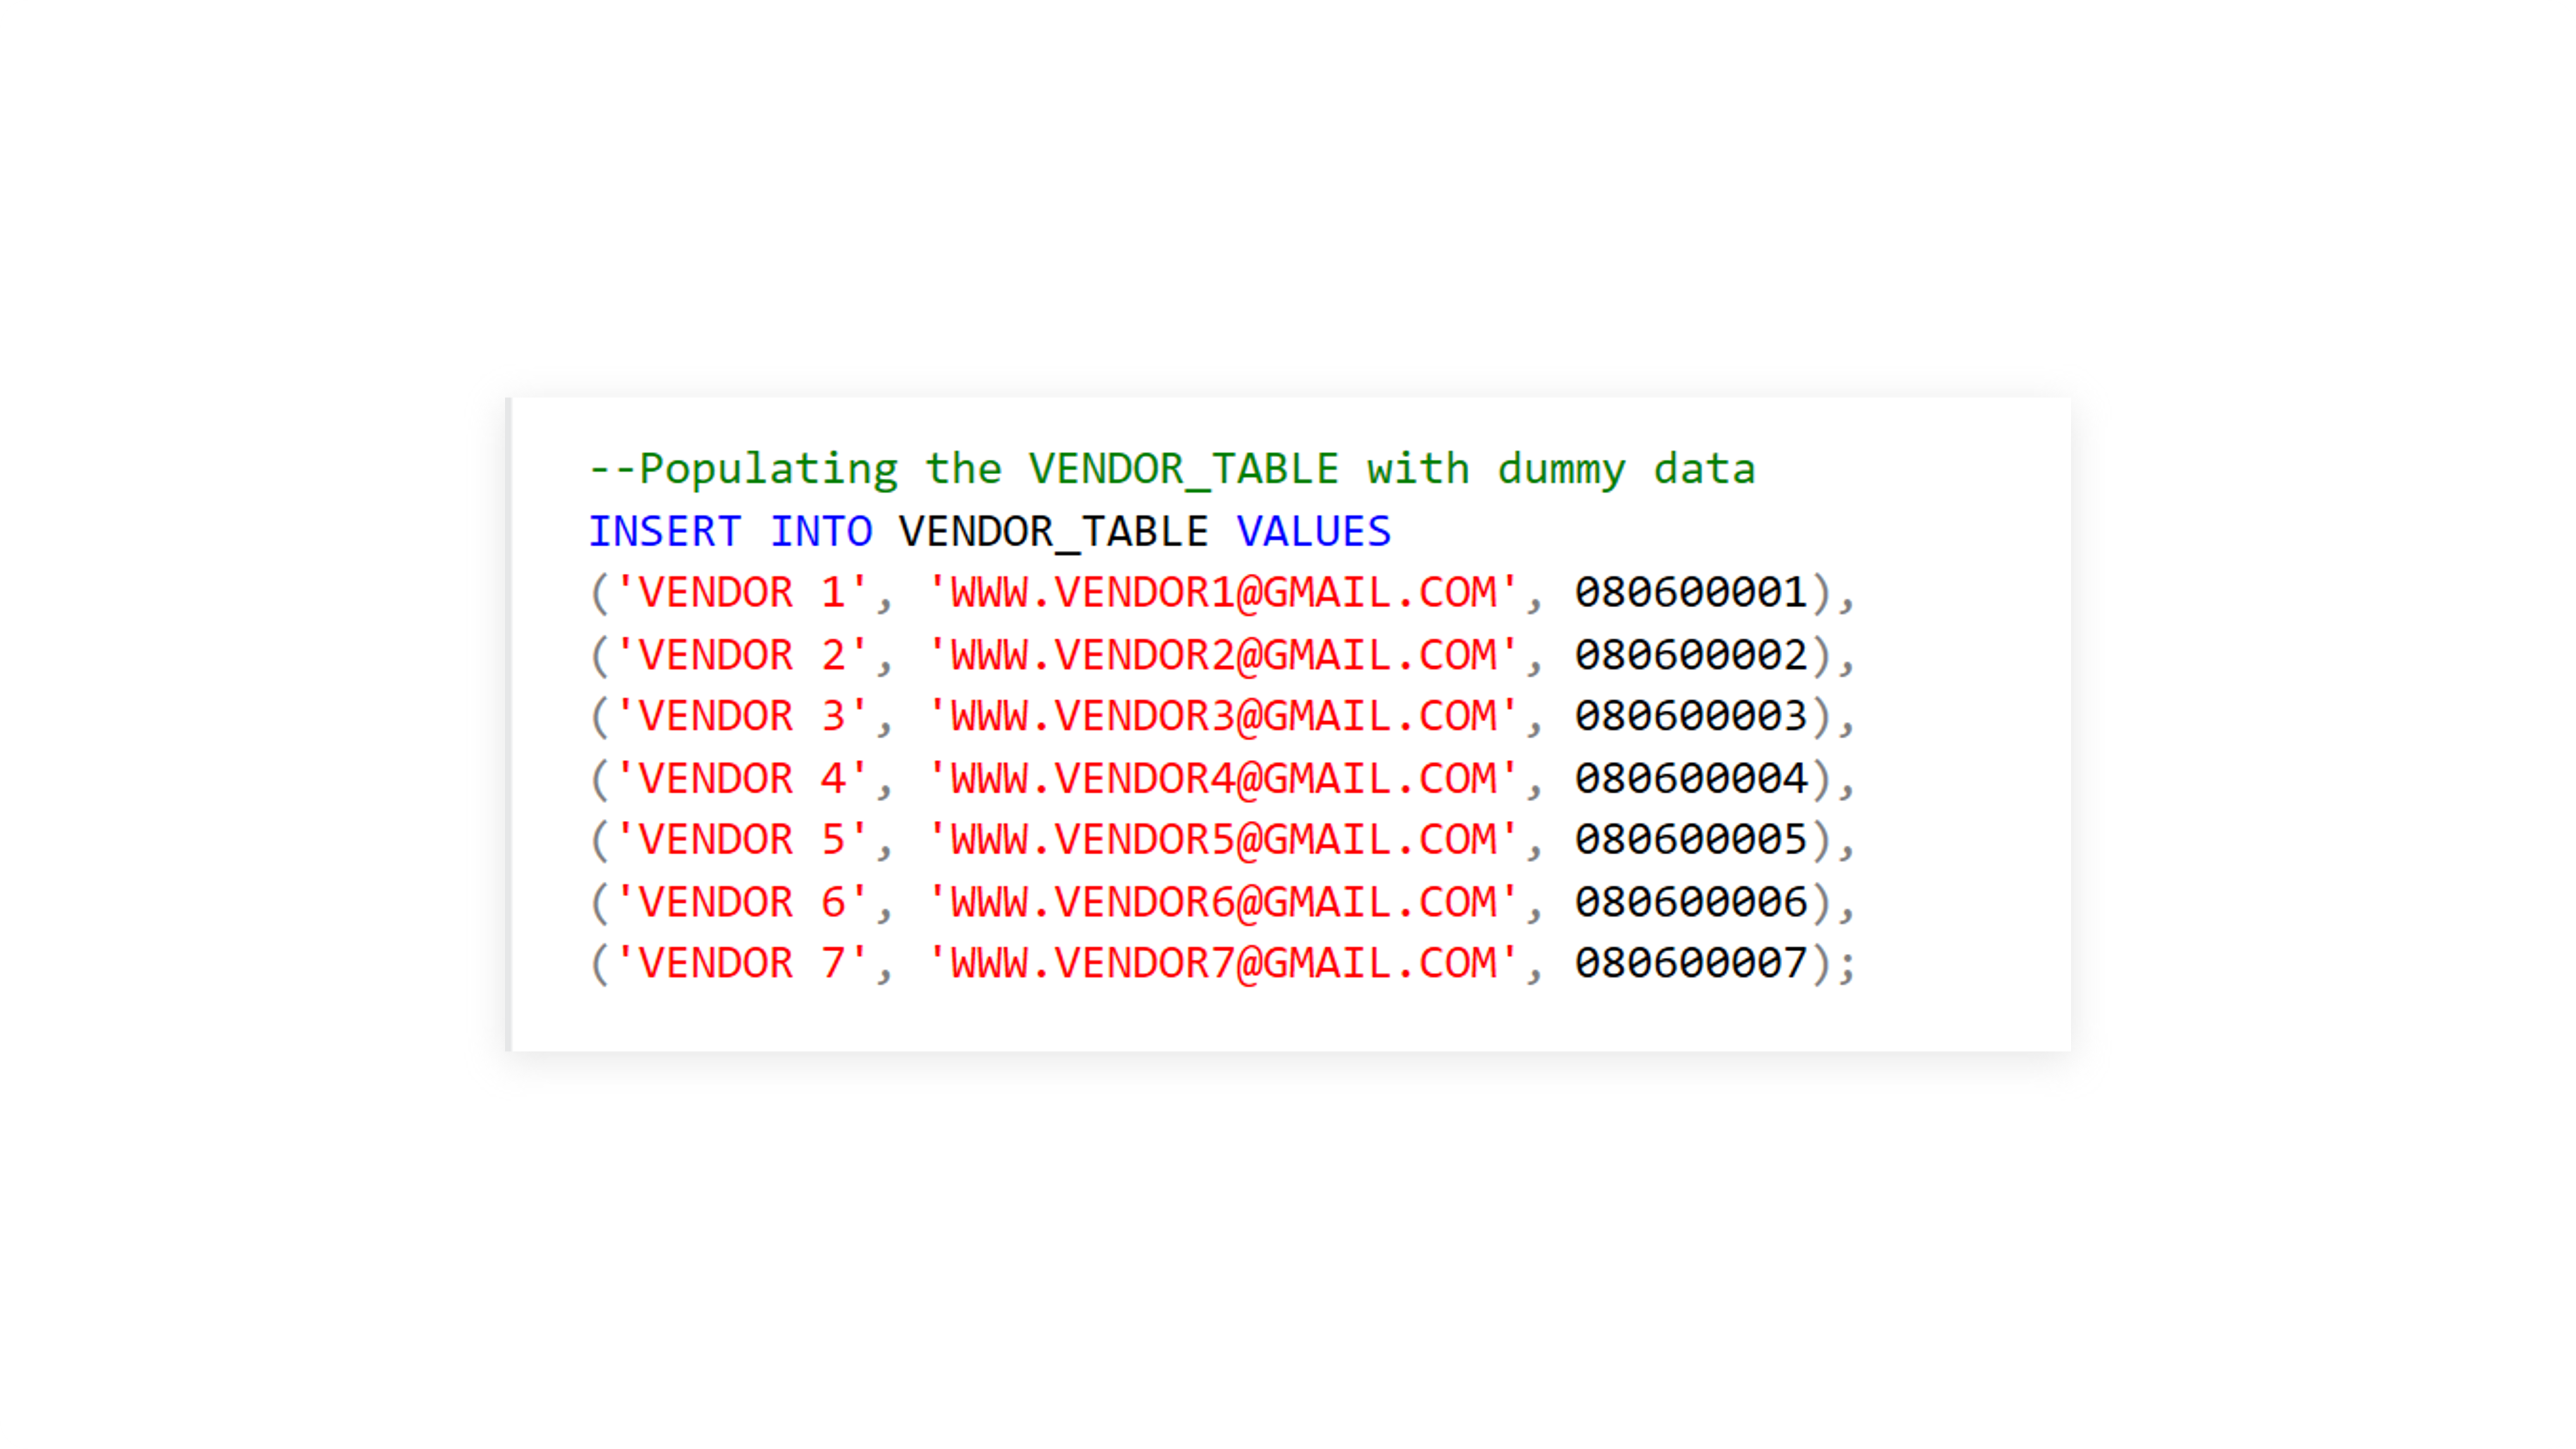 --Populating the VENDOR_TABLE with dummy data
INSERT INTO VENDOR_TABLE VALUES
('VENDOR 1', 'WWW.VENDOR1@GMAIL.COM', 080600001),
('VENDOR 2', 'WWW.VENDOR2@GMAIL.COM', 080600002),
('VENDOR 3', 'WWW.VENDOR3@GMAIL.COM', 080600003),
('VENDOR 4', 'WWW.VENDOR4@GMAIL.COM', 080600004),
('VENDOR 5', 'WWW.VENDOR5@GMAIL.COM', 080600005),
('VENDOR 6', 'WWW.VENDOR6@GMAIL.COM', 080600006),
('VENDOR 7', 'WWW.VENDOR7@GMAIL.COM', 080600007);